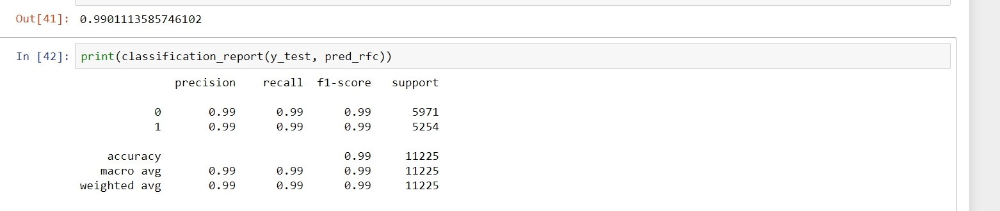 Out[41]: 0.9901113585746102
In [42]: print(classification_report(y_test, pred_rfc))
precision recall f1-score support
0 0.99 0.99 0.99 5971
1 0.99 0.99 0.99 5254
accuracy 0.99 11225
macro avg 0.99 0.99 0.99 11225
weighted avg 0.99 0.99 0.99 11225